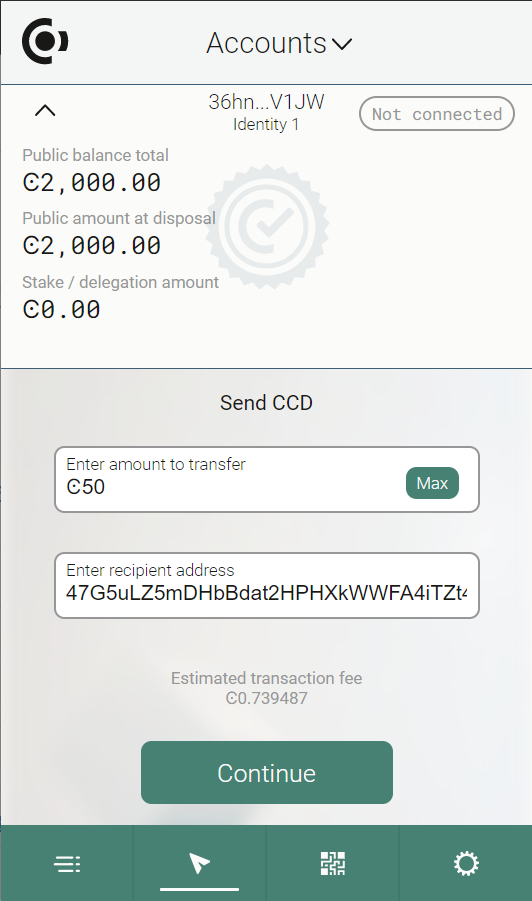 Accounts
36hn...V1JW
Identity 1
Not connected
Public balance total
Ͼ2,000.00
Public amount at disposal
Ͼ2,000.00
Stake / delegation amount
Ͼ0.00
Send CCD
Enter amount to transfer
Ͼ50
Max
Enter recipient address
47G5uLZ5mDHbBdat2HPHXkWWFA4iTZt4
Estimated transaction fee
Ͼ0.739487
Continue